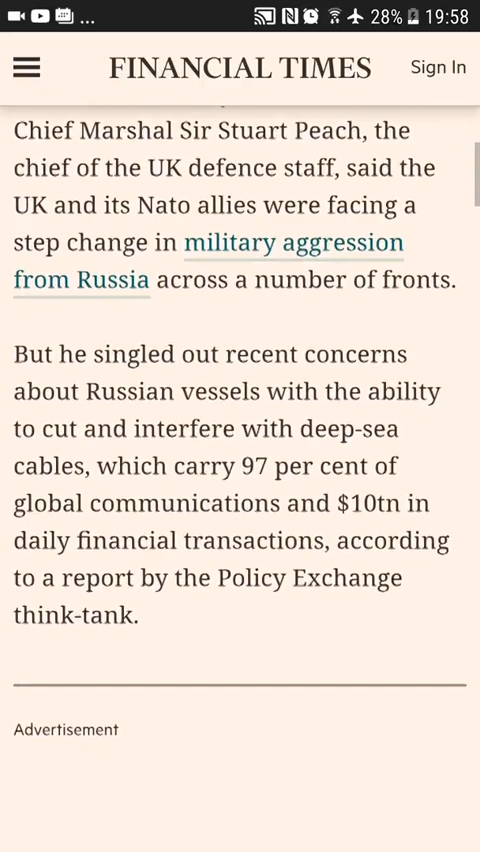 ... 28% 19:58
FINANCIAL TIMES Sign In
Chief Marshal Sir Stuart Peach, the
chief of the UK defence staff, said the
UK and its Nato allies were facing a
step change in military aggression
from Russia across a number of fronts.
But he singled out recent concerns
about Russian vessels with the ability
to cut and interfere with deep-sea
cables, which carry 97 per cent of
global communications and $10tn in
daily financial transactions, according
to a report by the Policy Exchange
think-tank.
Advertisement